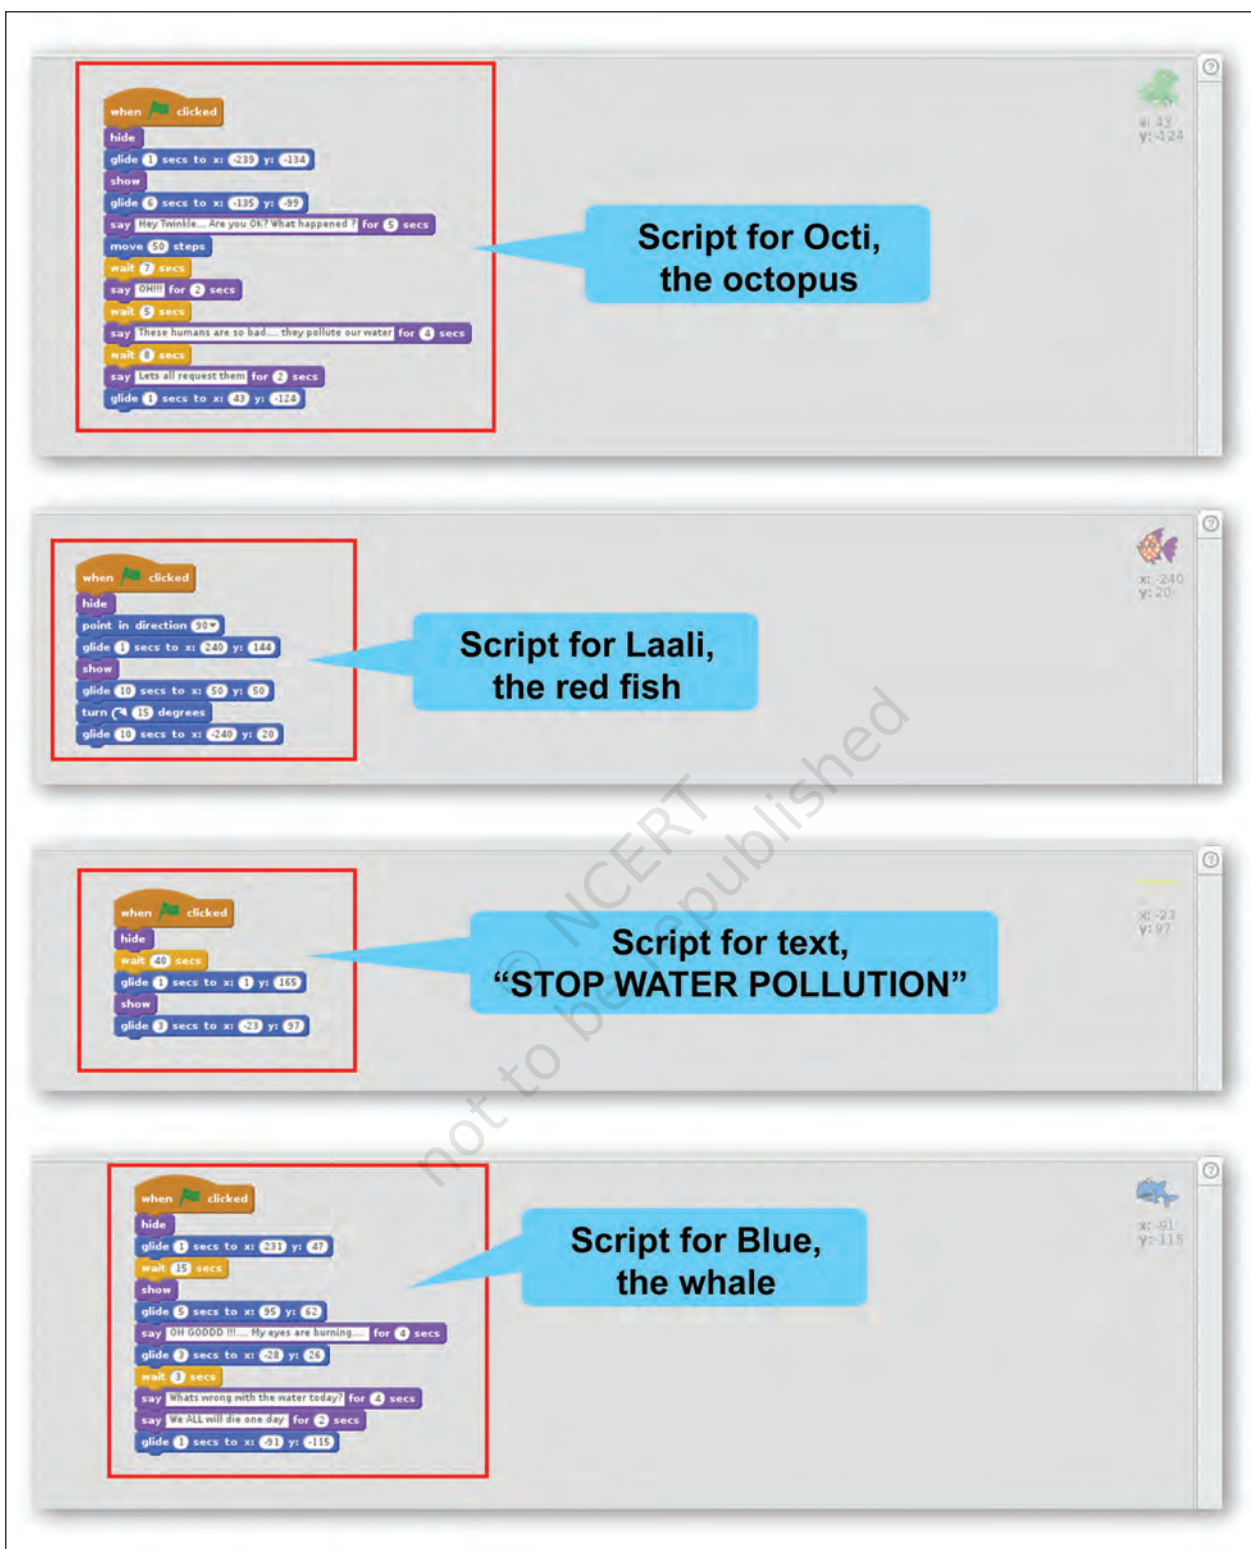 when clicked
hide
glide 1 secs to x: -239 y: -134
show
glide 6 secs to x: -135 y: -99
say Hey Twinkle... Are you OK? What happened ? for 5 secs
move 50 steps
wait 7 secs
say OH!!! for 2 secs
wait 5 secs
say These humans are so bad.... they pollute our water for 4 secs
wait 8 secs
say Lets all request them for 2 secs
glide 1 secs to x: 43 y: -124
Script for Octi,
the octopus
x: 43
y: -124
when clicked
hide
point in direction 90
glide 1 secs to x: 240 y: 144
show
glide 10 secs to x: 50 y: 50
turn 15 degrees
glide 10 secs to x: -240 y: 20
Script for Laali,
the red fish
x: -240
y: 20
when clicked
hide
wait 40 secs
glide 1 secs to x: 1 y: 165
show
glide 3 secs to x: -23 y: 97
Script for text,
“STOP WATER POLLUTION”
x: -23
y: 97
when clicked
hide
glide 1 secs to x: 231 y: 47
wait 15 secs
show
glide 5 secs to x: 95 y: 62
say OH GODDD !!!.... My eyes are burning.... for 4 secs
glide 3 secs to x: -28 y: 26
wait 3 secs
say Whats wrong with the water today? for 4 secs
say We ALL will die one day for 2 secs
glide 1 secs to x: -91 y: -115
Script for Blue,
the whale
x: -91
y: -115
© NCERT
not to be republished